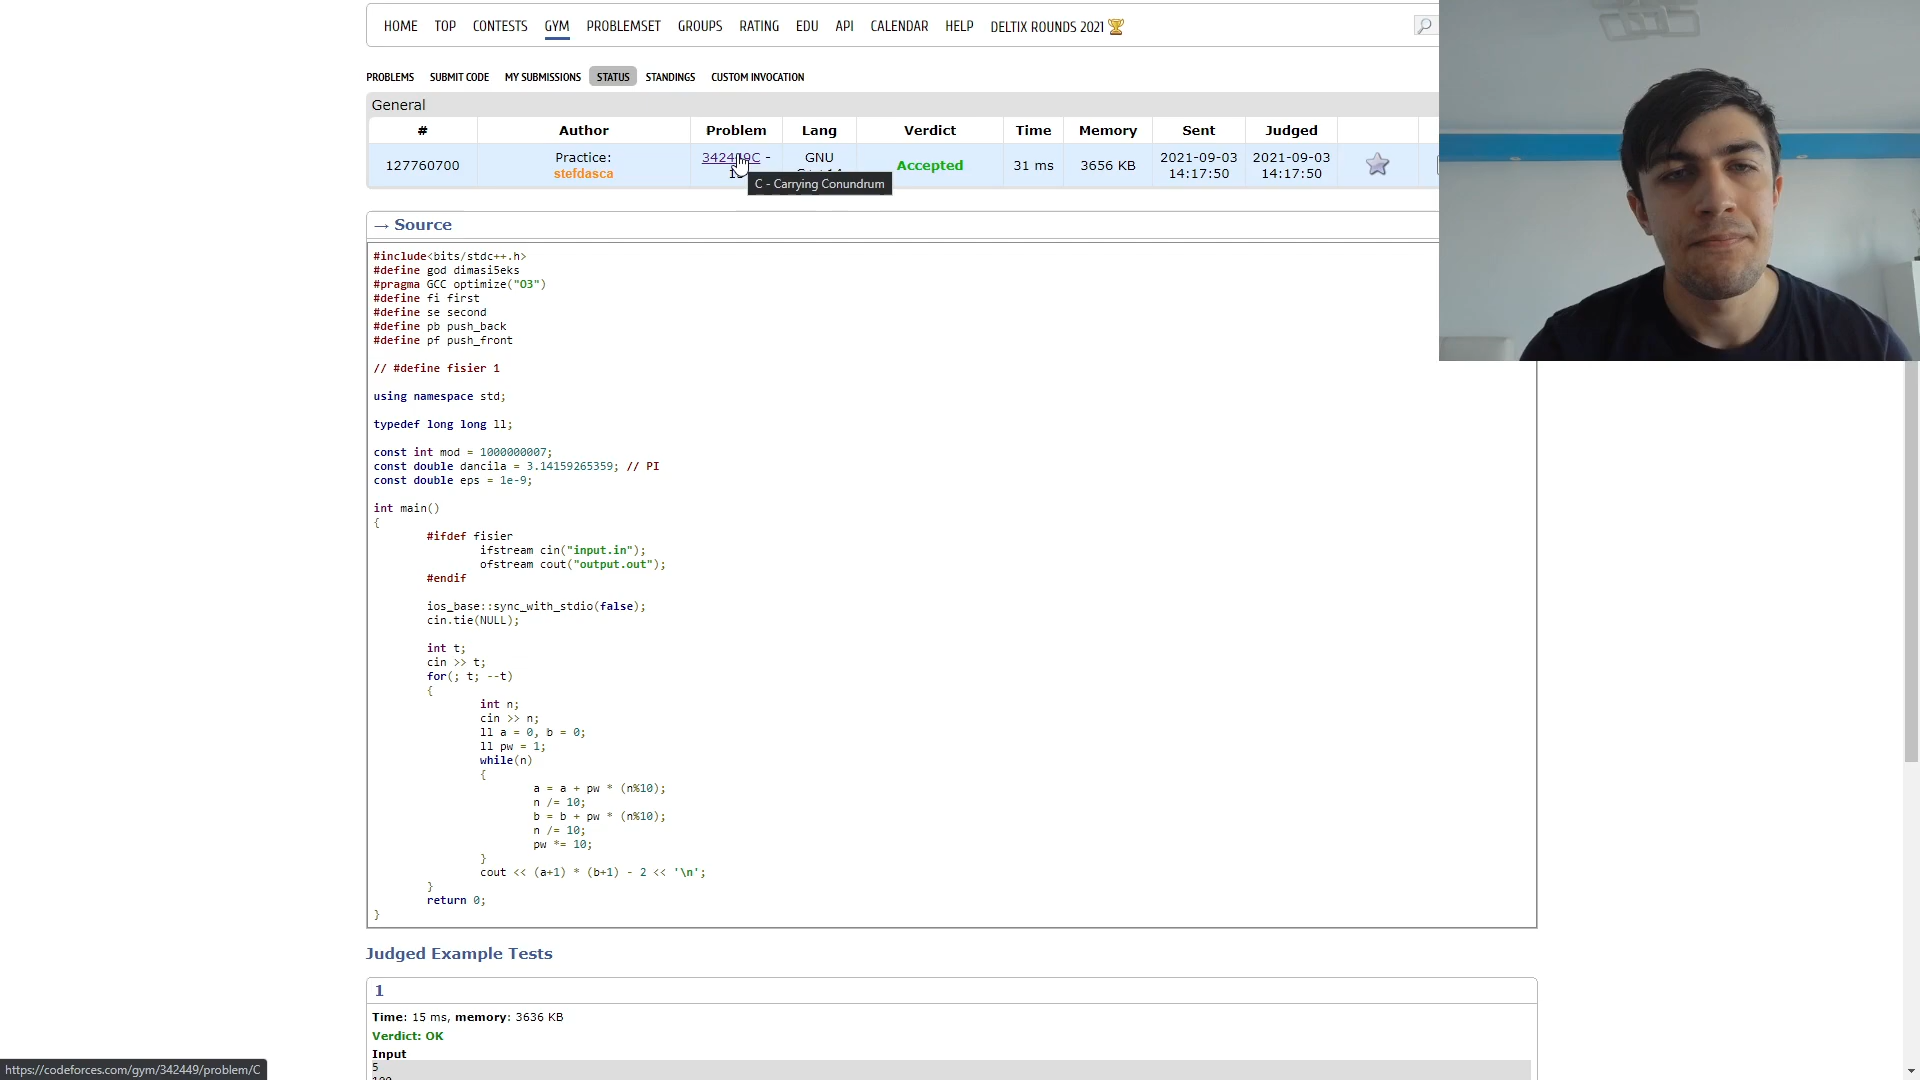 HOME TOP CONTESTS GYM PROBLEMSET GROUPS RATING EDU API CALENDAR HELP DELTIX ROUNDS 2021
PROBLEMS SUBMIT CODE MY SUBMISSIONS STATUS STANDINGS CUSTOM INVOCATION
General
# Author Problem Lang Verdict Time Memory Sent Judged
127760700 Practice: stefdasca - GNU Accepted 31 ms 3656 KB 2021-09-03 14:17:50 2021-09-03 14:17:50
C - Carrying Conundrum
→ Source
#include<bits/stdc++.h>
#define god dimasi5eks
#pragma GCC optimize("O3")
#define fi first
#define se second
#define pb push_back
#define pf push_front
// #define fisier 1
using namespace std;
typedef long long ll;
const int mod = 1000000007;
const double dancila = 3.14159265359; // PI
const double eps = 1e-9;
int main()
{
#ifdef fisier
ifstream cin("input.in");
ofstream cout("output.out");
#endif
ios_base::sync_with_stdio(false);
cin.tie(NULL);
int t;
cin >> t;
for(; t; --t)
{
int n;
cin >> n;
ll a = 0, b = 0;
ll pw = 1;
while(n)
{
a = a + pw * (n%10);
n /= 10;
b = b + pw * (n%10);
n /= 10;
pw *= 10;
}
cout << (a+1) * (b+1) - 2 << '\n';
}
return 0;
}
Judged Example Tests
1
Time: 15 ms, memory: 3636 KB
Verdict: OK
Input
5
https://codeforces.com/gym/342449/problem/C